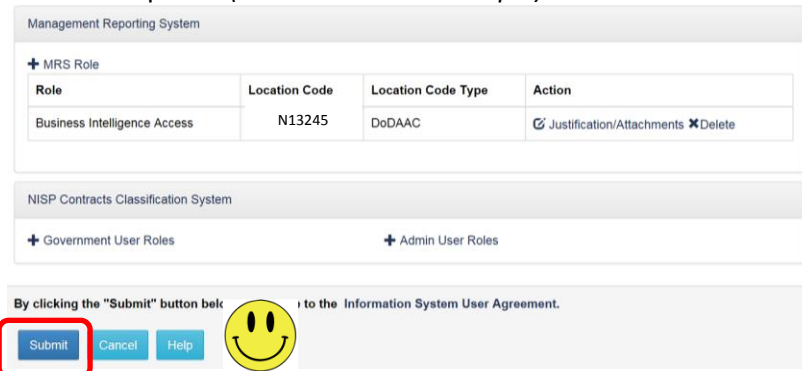 Management Reporting System
+ MRS Role
Role Location Code Location Code Type Action
Business Intelligence Access N13245 DoDAAC Justification/Attachments ✖Delete
NISP Contracts Classification System
+ Government User Roles + Admin User Roles
By clicking the "Submit" button to the Information System User Agreement.
Submit Cancel Help